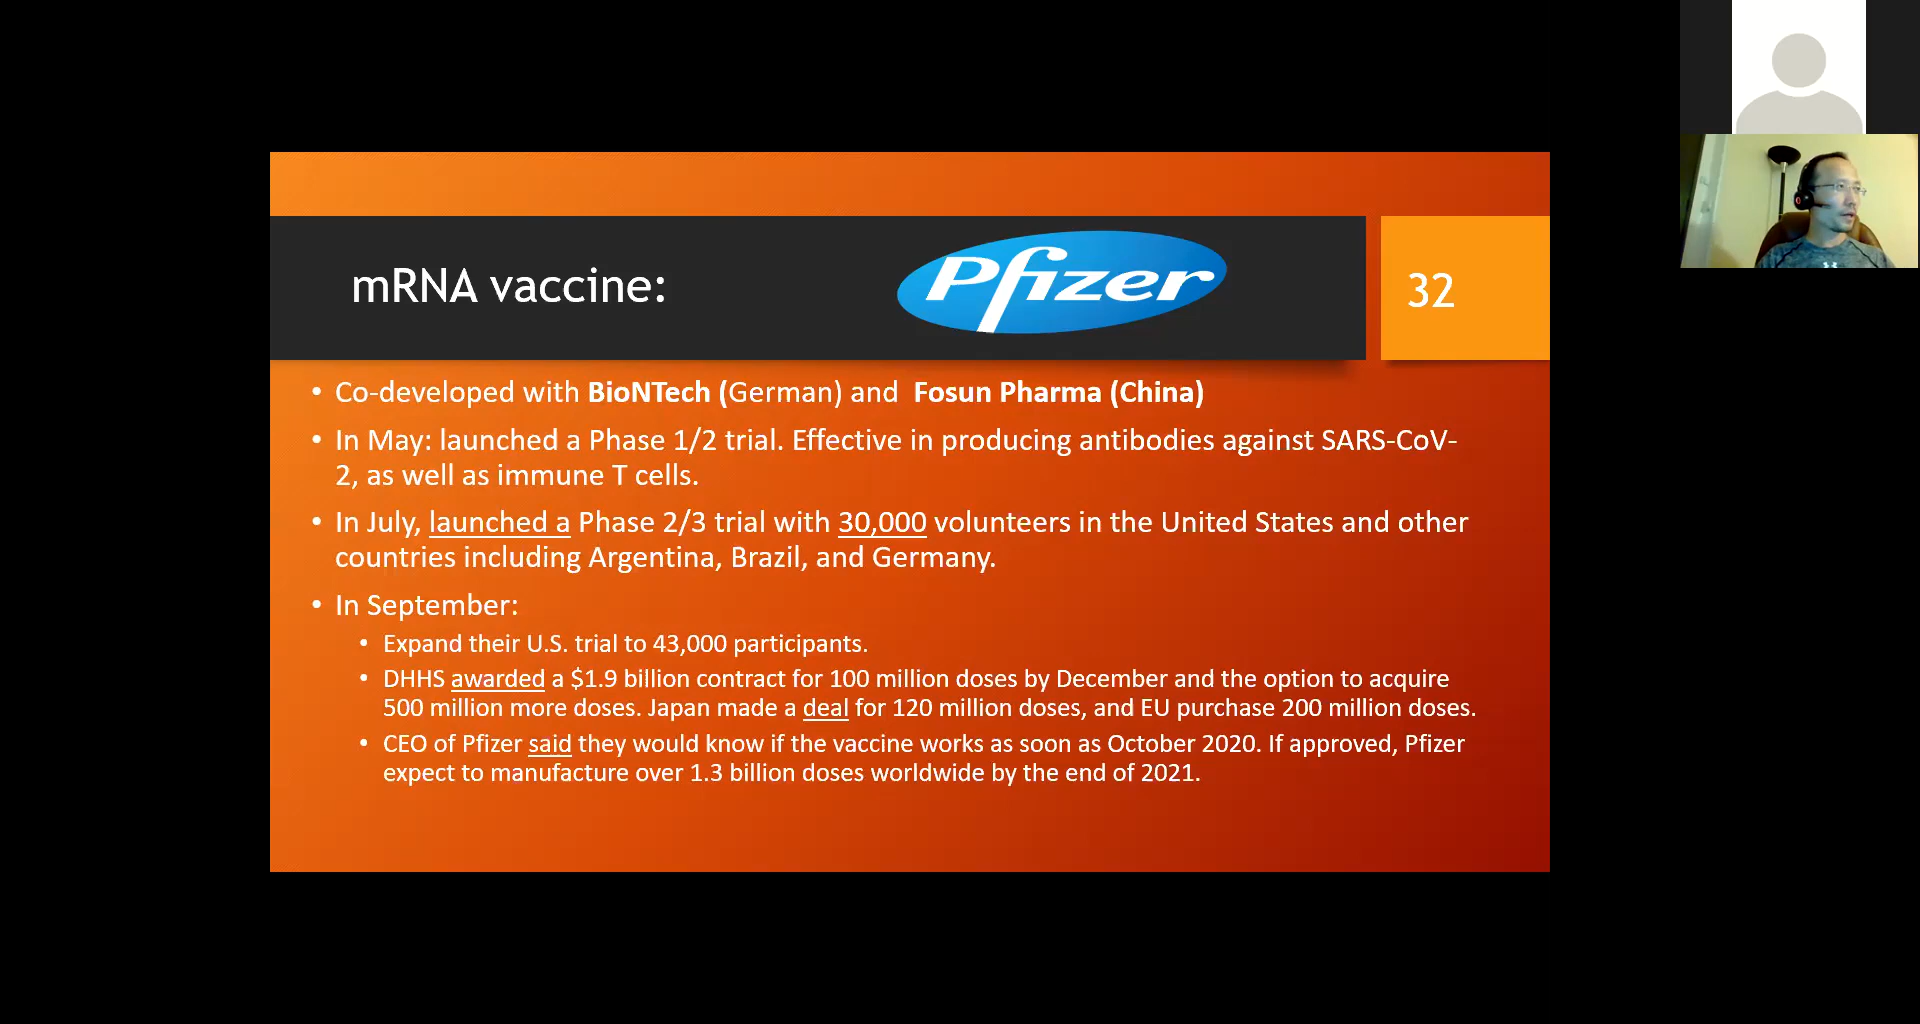 mRNA vaccine:
Pfizer
32
• Co-developed with BioNTech (German) and Fosun Pharma (China)
• In May: launched a Phase 1/2 trial. Effective in producing antibodies against SARS-CoV-
2, as well as immune T cells.
• In July, launched a Phase 2/3 trial with 30,000 volunteers in the United States and other
countries including Argentina, Brazil, and Germany.
• In September:
• Expand their U.S. trial to 43,000 participants.
• DHHS awarded a $1.9 billion contract for 100 million doses by December and the option to acquire
500 million more doses. Japan made a deal for 120 million doses, and EU purchase 200 million doses.
• CEO of Pfizer said they would know if the vaccine works as soon as October 2020. If approved, Pfizer
expect to manufacture over 1.3 billion doses worldwide by the end of 2021.